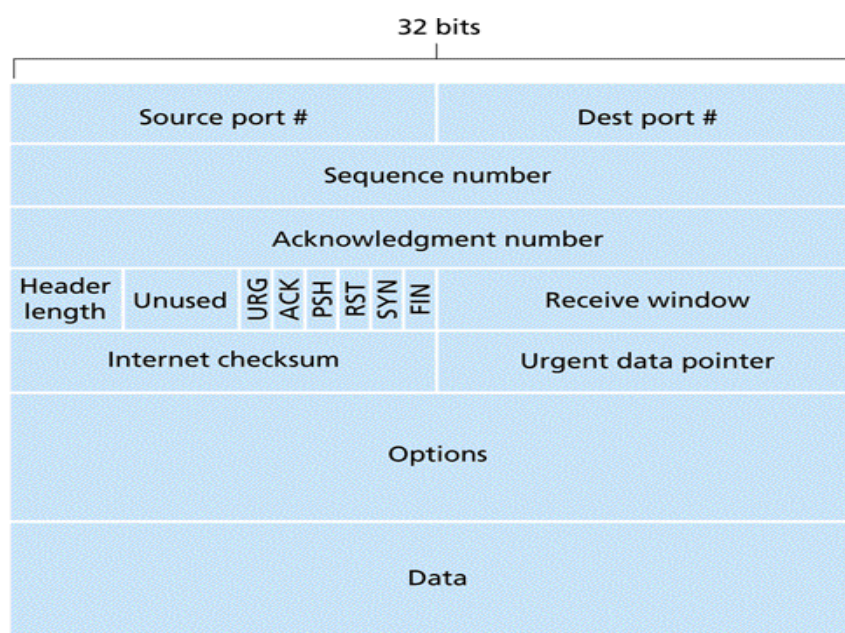 32 bits
Source port # Dest port #
Sequence number
Acknowledgment number
Header length Unused URG ACK PSH RST SYN FIN Receive window
Internet checksum Urgent data pointer
Options
Data